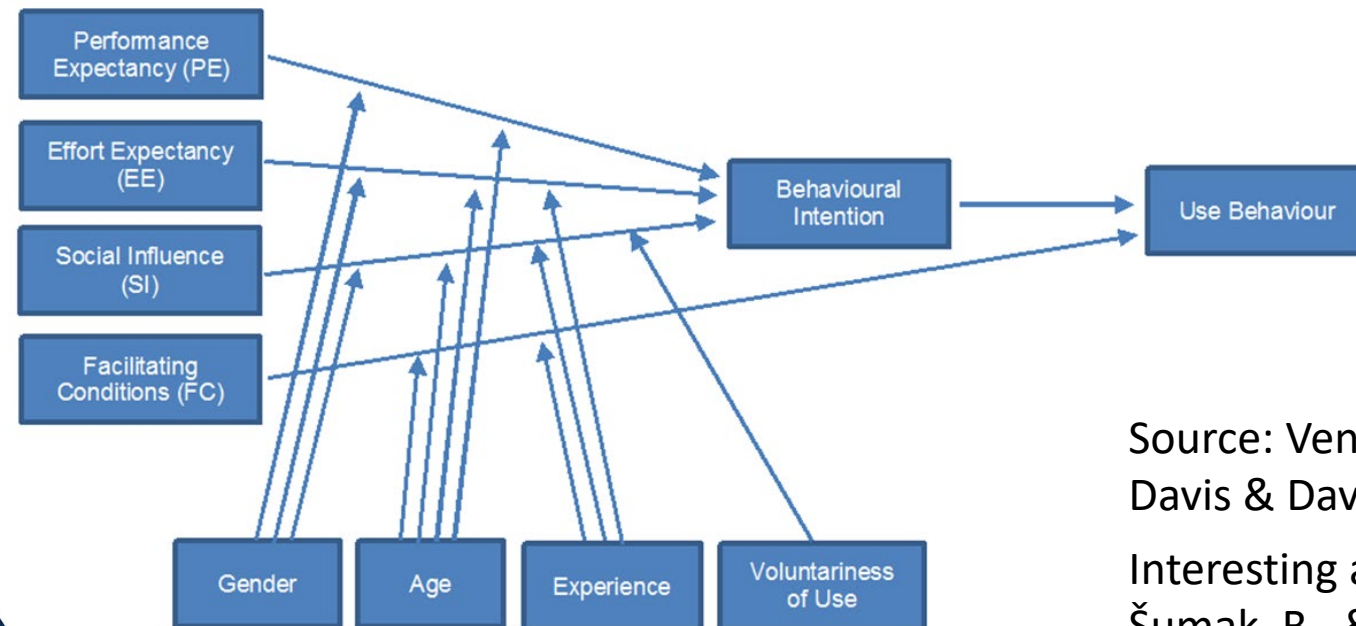 Performance
Expectancy (PE)
Effort Expectancy
(EE)
Social Influence
(SI)
Facilitating
Conditions (FC)
Behavioural
Intention
Use Behaviour
Gender
Age
Experience
Voluntariness
of Use
Source: Ven
Davis & Dav
Interesting a
Šumak, B., &